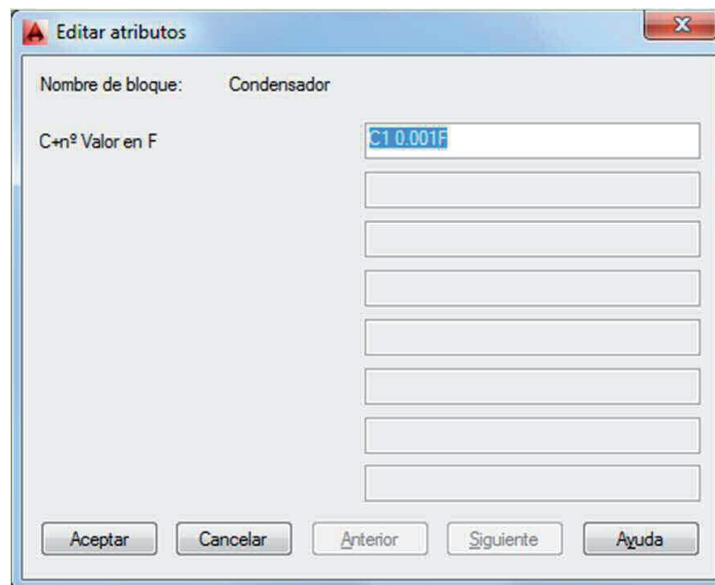 Editar atributos
Nombre de bloque: Condensador
C+nº Valor en F C1 0.001F
Aceptar Cancelar Anterior Siguiente Ayuda